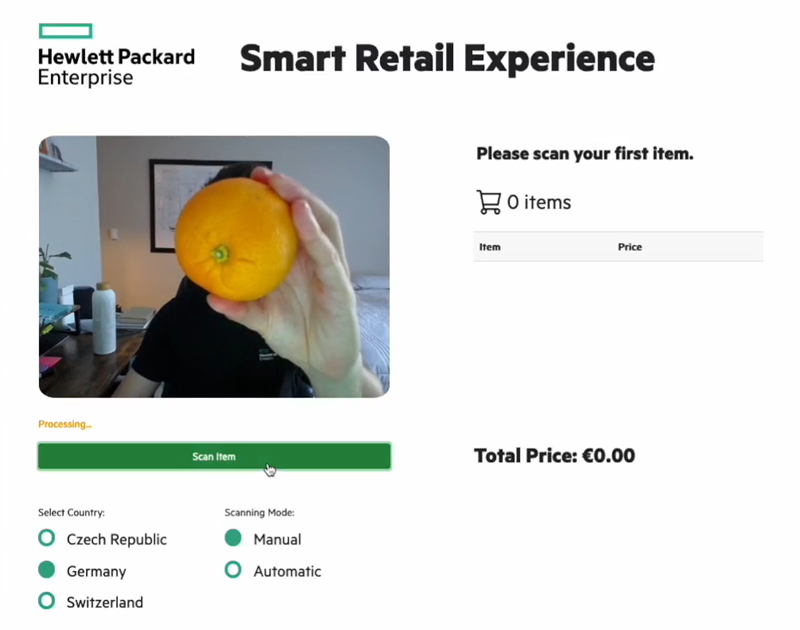 Hewlett Packard
Enterprise
Smart Retail Experience
Please scan your first item.
0 items
Item Price
Processing...
Scan Item
Total Price: €0.00
Select Country:
Czech Republic
Germany
Switzerland
Scanning Mode:
Manual
Automatic